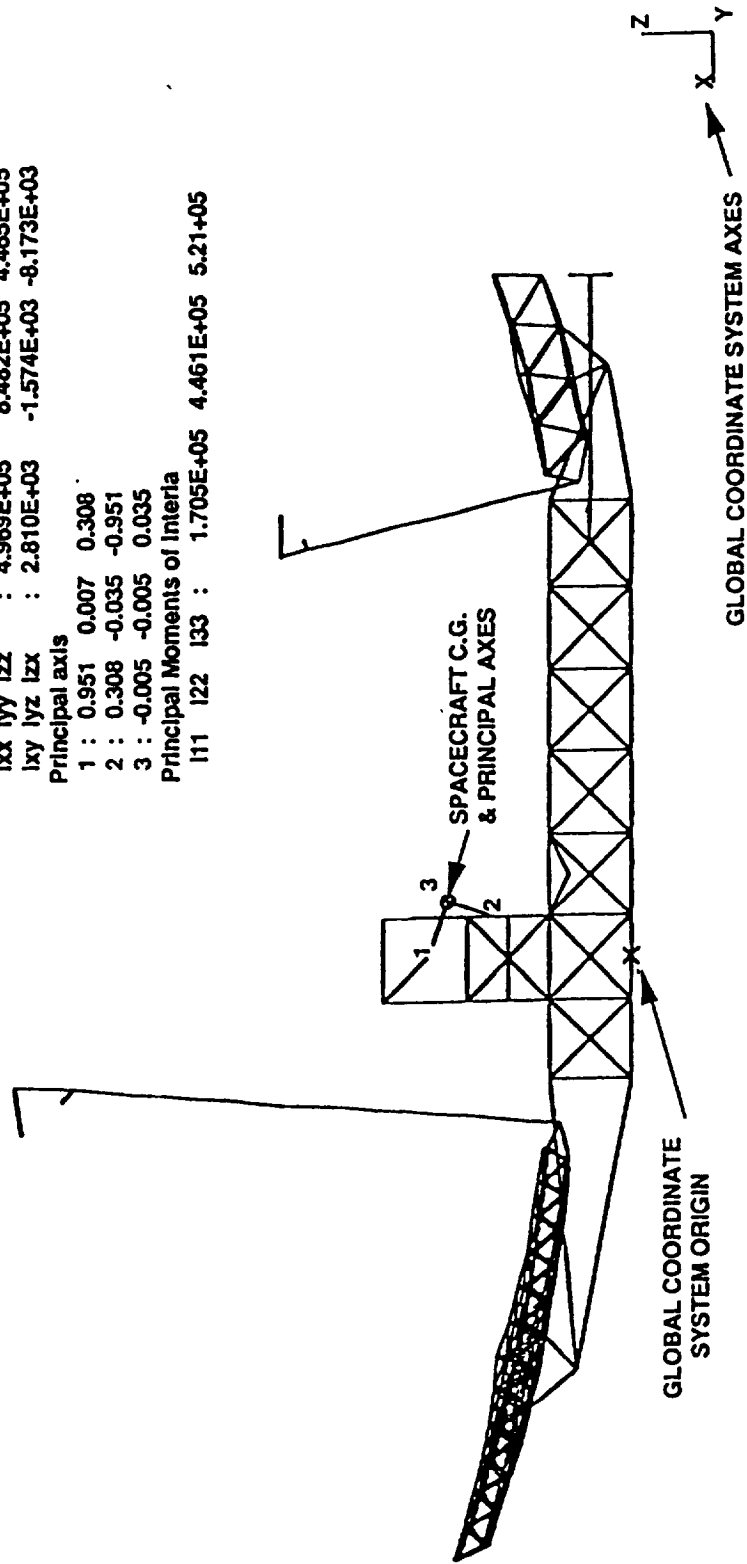 Ixx Iyy Izz : 4.969E+05 8.482E+05 4.465E+05
Ixy Iyz Izx : 2.810E+03 -1.574E+03 -8.173E+03
Principal axis
1 : 0.951 0.007 0.308
2 : 0.308 -0.035 -0.951
3 : -0.005 -0.005 0.035
Principal Moments of Interia
I11 I22 I33 : 1.705E+05 4.461E+05 5.21+05
SPACECRAFT C.G.
& PRINCIPAL AXES
1
3
2
GLOBAL COORDINATE
SYSTEM ORIGIN
X
Z
X
Y
GLOBAL COORDINATE SYSTEM AXES